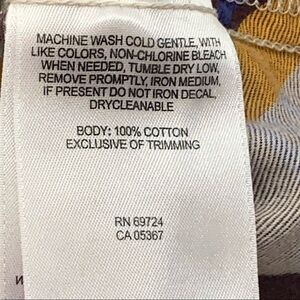 MACHINE WASH COLD GENTLE, WITH
LIKE COLORS, NON-CHLORINE BLEACH
WHEN NEEDED, TUMBLE DRY LOW,
REMOVE PROMPTLY, IRON MEDIUM,
IF PRESENT DO NOT IRON DECAL,
DRYCLEANABLE
BODY: 100% COTTON
EXCLUSIVE OF TRIMMING
RN 69724
CA 05367